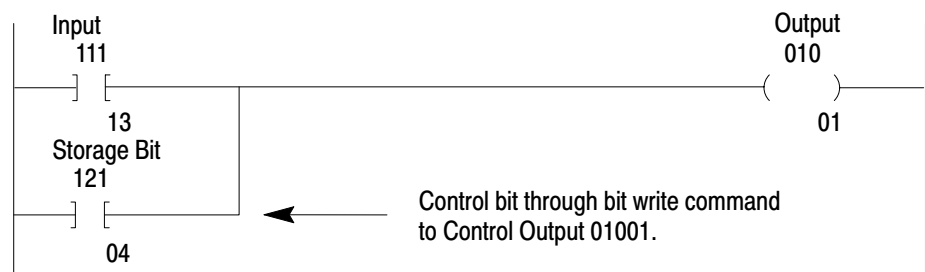 Input
111
13
Output
010
01
Storage Bit
121
04
Control bit through bit write command
to Control Output 01001.